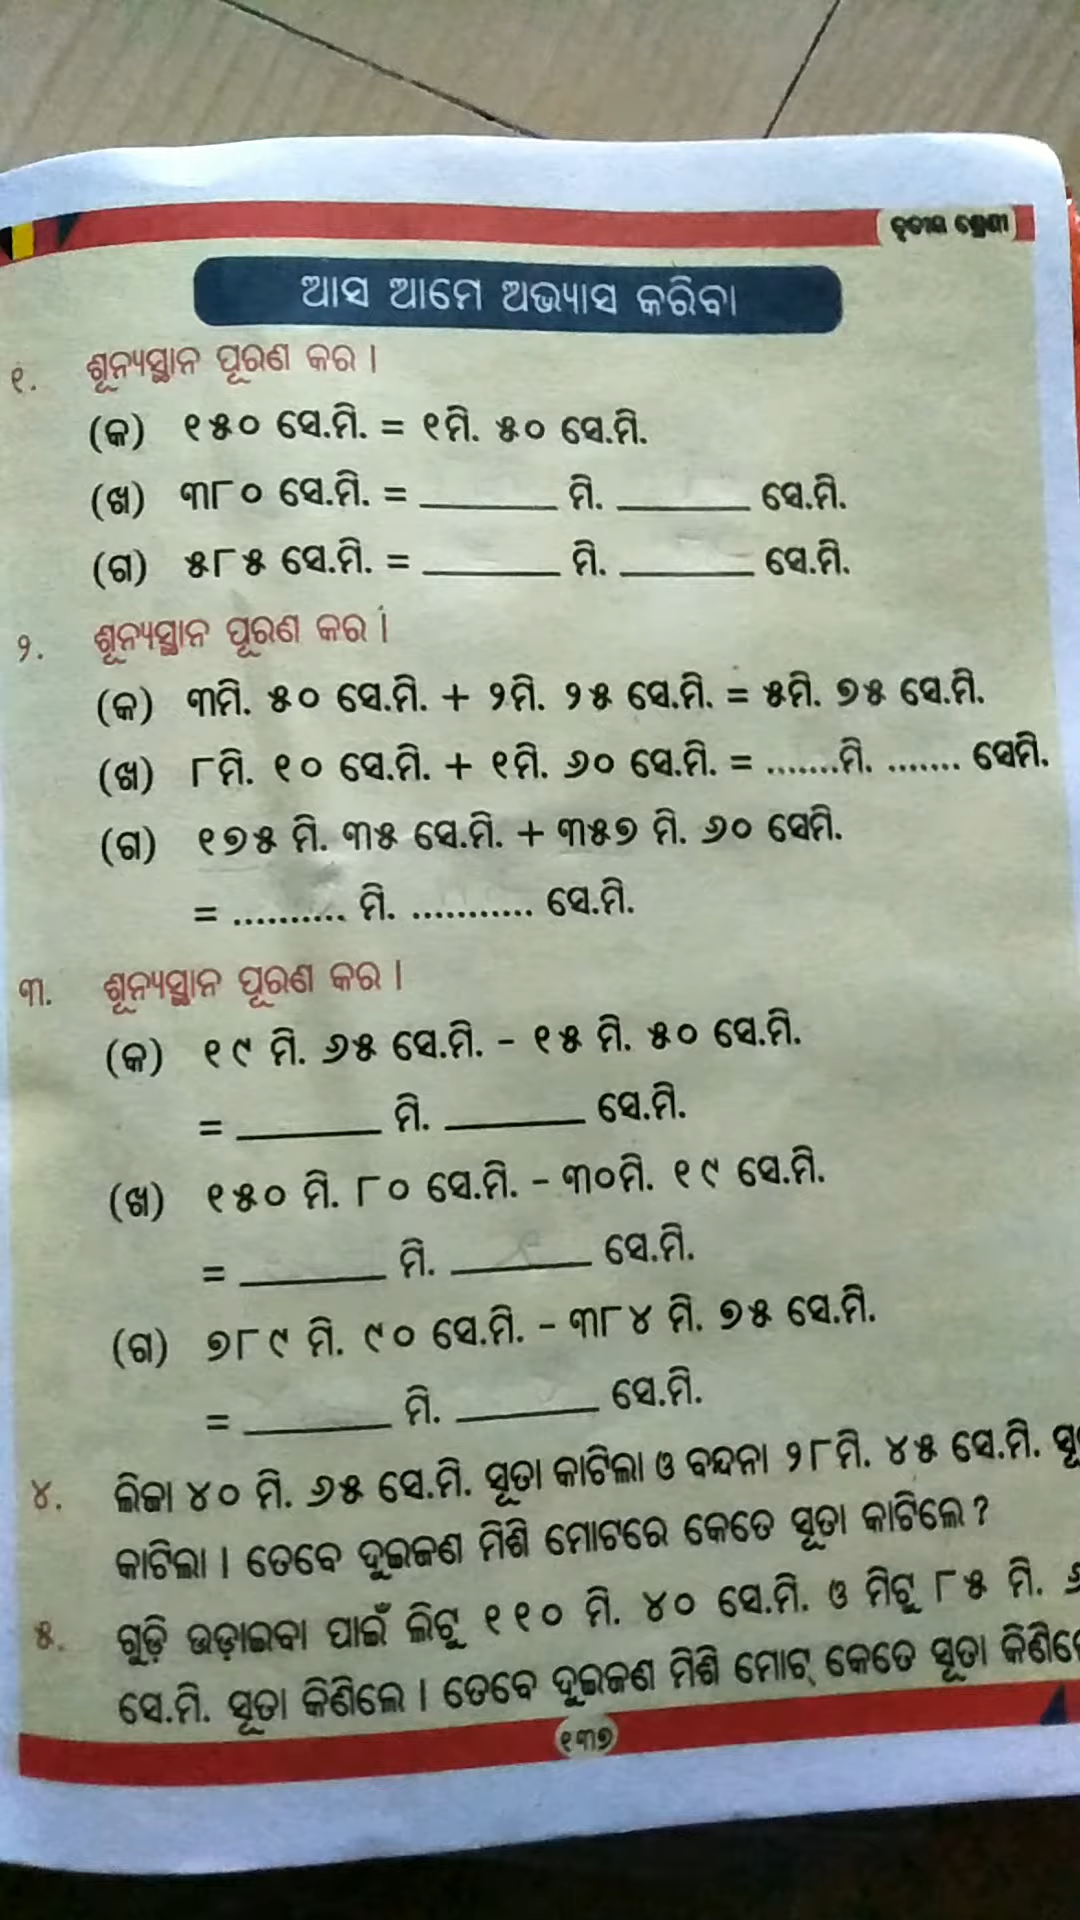 ତୃତୀୟ ଶ୍ରେଣୀ
ଆସ ଆମେ ଅଭ୍ୟାସ କରିବା
୧. ଶୂନ୍ୟସ୍ଥାନ ପୂରଣ କର ।
(କ) ୧୫୦ ସେ.ମି. = ୧ମି. ୫୦ ସେ.ମି.
(ଖ) ୩୮୦ ସେ.ମି. = ______ ମି. ______ ସେ.ମି.
(ଗ) ୫୮୫ ସେ.ମି. = ______ ମି. ______ ସେ.ମି.
୨. ଶୂନ୍ୟସ୍ଥାନ ପୂରଣ କର ।
(କ) ୩ମି. ୫୦ ସେ.ମି. + ୨ମି. ୨୫ ସେ.ମି. = ୫ମି. ୭୫ ସେ.ମି.
(ଖ) ୮ମି. ୧୦ ସେ.ମି. + ୧ମି. ୬୦ ସେ.ମି. = .......ମି. ....... ସେମି.
(ଗ) ୧୭୫ ମି. ୩୫ ସେ.ମି. + ୩୫୭ ମି. ୬୦ ସେମି.
= .......... ମି. ........... ସେ.ମି.
୩. ଶୂନ୍ୟସ୍ଥାନ ପୂରଣ କର ।
(କ) ୧୯ ମି. ୬୫ ସେ.ମି. - ୧୫ ମି. ୫୦ ସେ.ମି.
= ______ ମି. ______ ସେ.ମି.
(ଖ) ୧୫୦ ମି. ୮୦ ସେ.ମି. - ୩୦ମି. ୧୯ ସେ.ମି.
= ______ ମି. ______ ସେ.ମି.
(ଗ) ୭୮୯ ମି. ୯୦ ସେ.ମି. - ୩୮୪ ମି. ୭୫ ସେ.ମି.
= ______ ମି. ______ ସେ.ମି.
୪. ଲିଜା ୪୦ ମି. ୬୫ ସେ.ମି. ସୂତା କାଟିଲା ଓ ବନ୍ଦନା ୨୮ମି. ୪୫ ସେ.ମି.
କାଟିଲା । ତେବେ ଦୁଇଜଣ ମିଶି ମୋଟରେ କେତେ ସୂତା କାଟିଲେ ?
୫. ଗୁଡ଼ି ଉଡ଼ାଇବା ପାଇଁ ଲିଟୁ ୧୧୦ ମି. ୪୦ ସେ.ମି. ଓ ମିଟୁ ୮୫ ମି.
ସେ.ମି. ସୂତା କିଣିଲେ । ତେବେ ଦୁଇଜଣ ମିଶି ମୋଟ୍ କେତେ ସୂତା କିଣିଲେ
୧୩୭